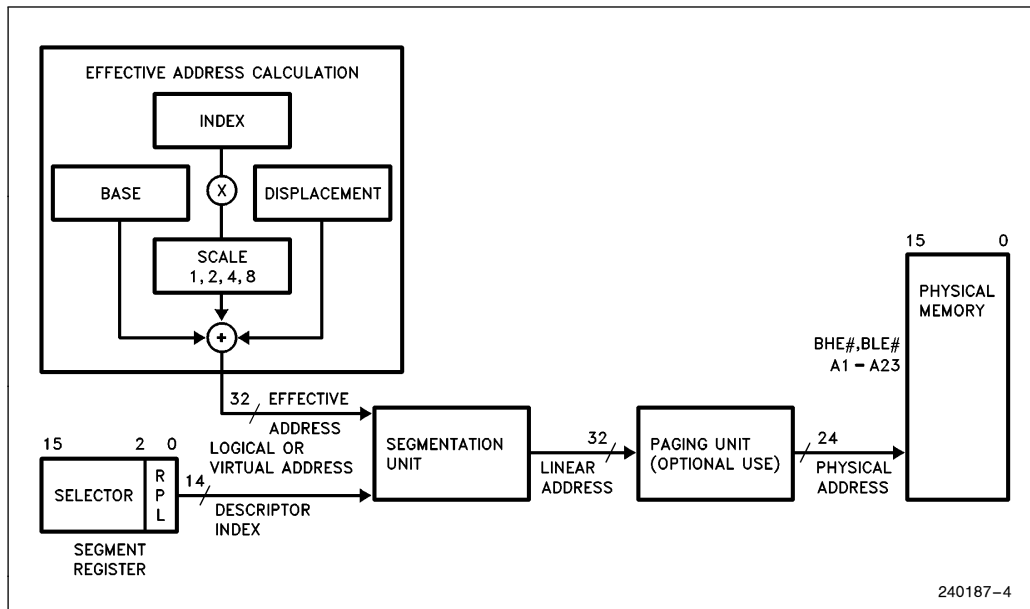 EFFECTIVE ADDRESS CALCULATION
INDEX
BASE
X
DISPLACEMENT
SCALE
1, 2, 4, 8
+
15 0
PHYSICAL
MEMORY
BHE#,BLE#
A1 – A23
32 EFFECTIVE
ADDRESS
LOGICAL OR
VIRTUAL ADDRESS
SEGMENTATION
UNIT
32
LINEAR
ADDRESS
PAGING UNIT
(OPTIONAL USE)
24
PHYSICAL
ADDRESS
15 2 0
SELECTOR
R
P
L
14
DESCRIPTOR
INDEX
SEGMENT
REGISTER
240187–4